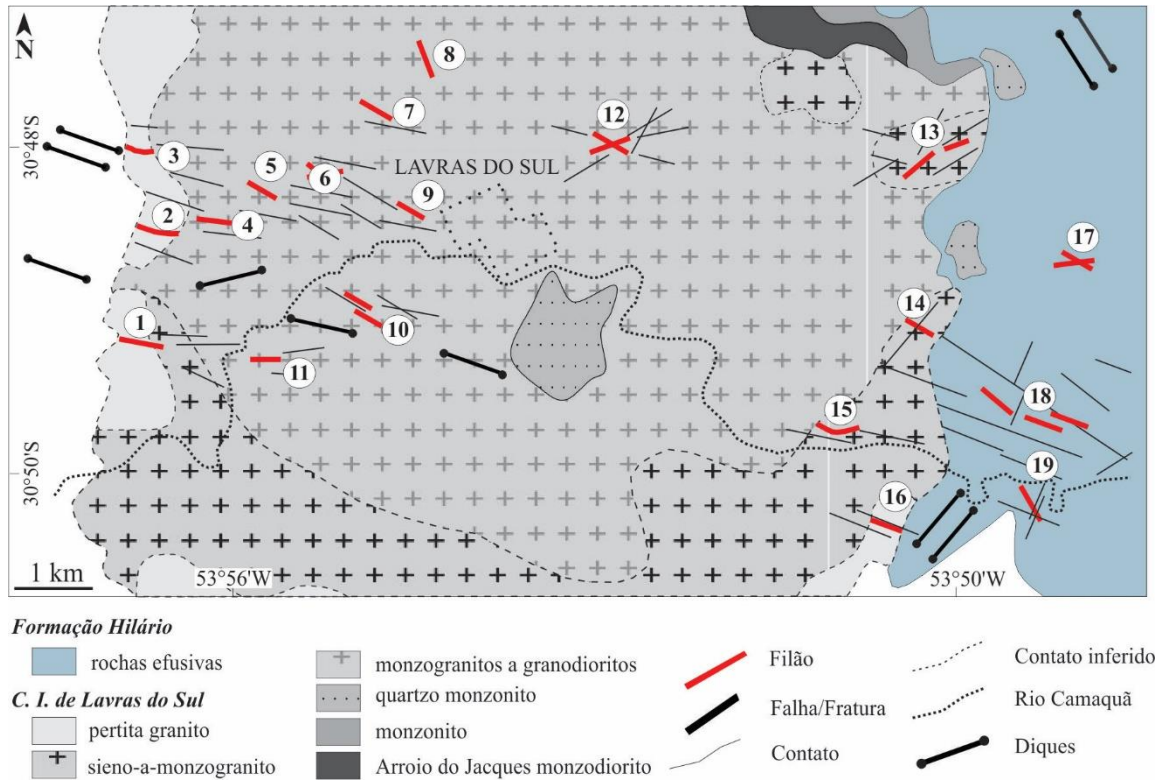 N
8
7
12
30°48'
13
3
5
6
LAVRAS DO SUL
9
2
4
17
1
14
10
11
18
15
30°50'S
19
16
1 km
53°56'W
53°50'W
Formação Hilário
rochas efusivas
C. I. de Lavras do Sul
pertita granito
sieno-a-monzogranito
monzogranitos a granodioritos
quartzo monzonito
monzonito
Arroio do Jacques monzodiorito
Filão
Falha/Fratura
Contato
Contato inferido
Rio Camaquã
Diques